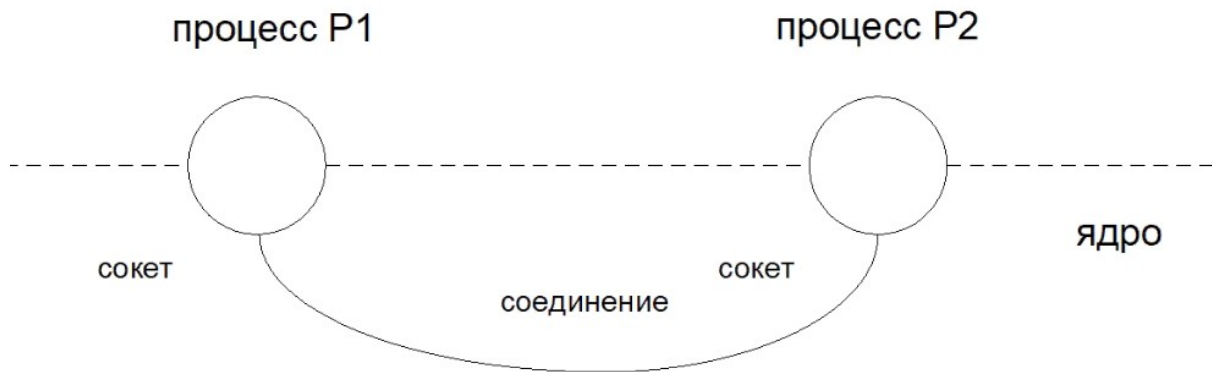 процесс P1
процесс P2
ядро
сокет
сокет
соединение